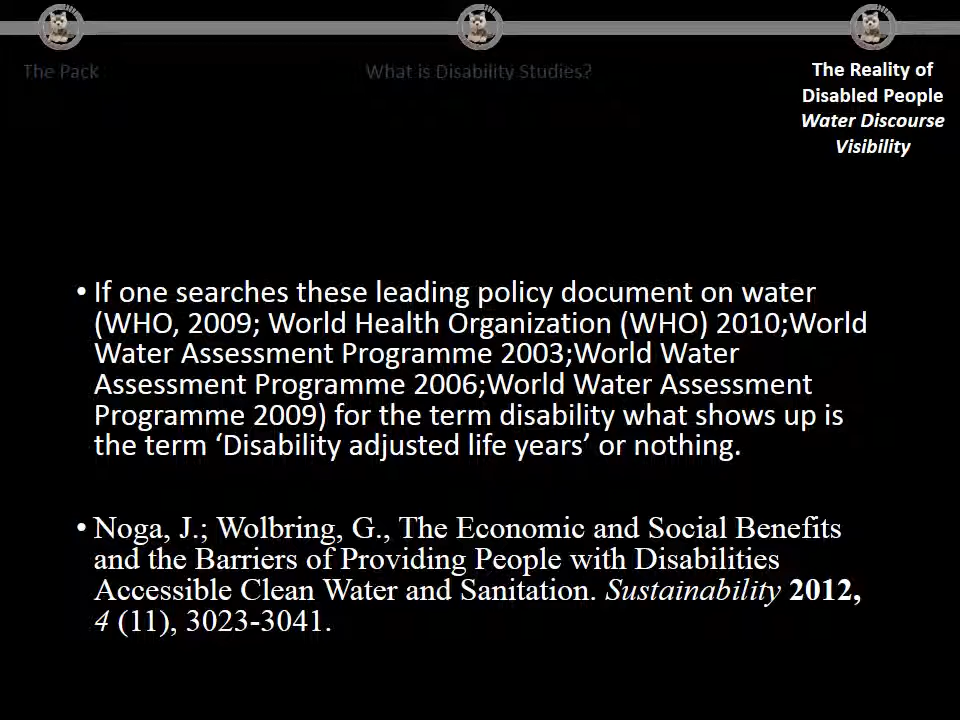 The Pack
What is Disability Studies?
The Reality of
Disabled People
Water Discourse
Visibility
• If one searches these leading policy document on water
(WHO, 2009; World Health Organization (WHO) 2010;World
Water Assessment Programme 2003;World Water
Assessment Programme 2006;World Water Assessment
Programme 2009) for the term disability what shows up is
the term ‘Disability adjusted life years’ or nothing.
• Noga, J.; Wolbring, G., The Economic and Social Benefits
and the Barriers of Providing People with Disabilities
Accessible Clean Water and Sanitation. Sustainability 2012,
4 (11), 3023-3041.